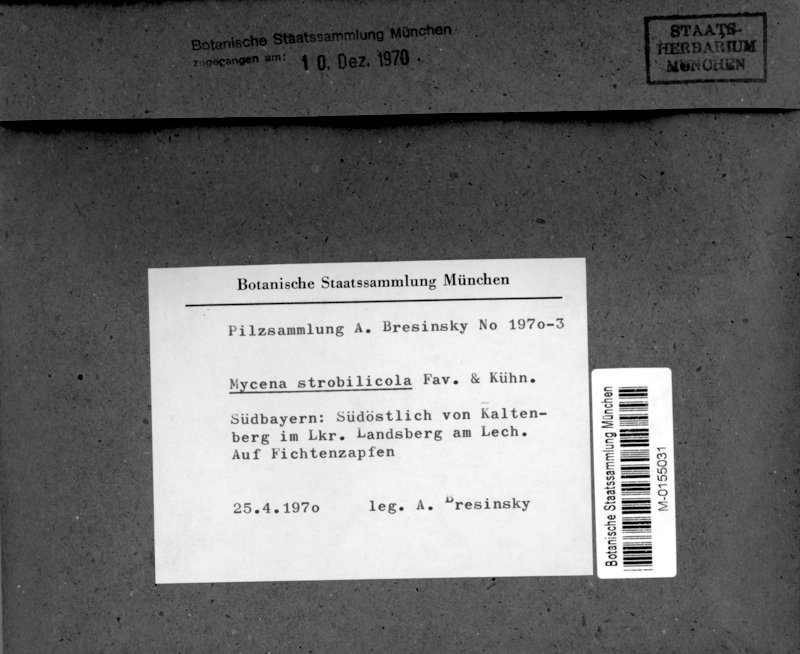 Botanische Staatssammlung München
zugegangen am: 10. Dez. 1970
STAATS-
HERBARIUM
MÜNCHEN
Botanische Staatssammlung München
Pilzsammlung A. Bresinsky No 197o-3
Mycena strobilicola Fav. & Kühn.
Südbayern: Südöstlich von Kalten-
berg im Lkr. Landsberg am Lech.
Auf Fichtenzapfen
25.4.197o leg. A. Bresinsky
Botanische Staatssammlung München
M-0155031